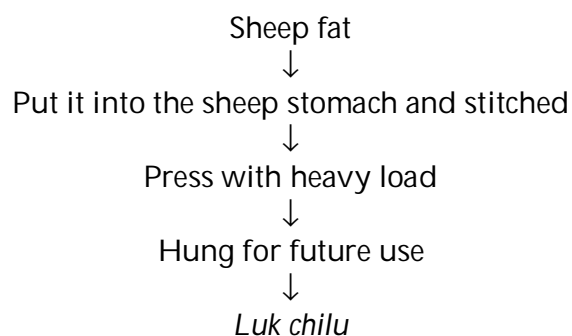 Sheep fat
↓
Put it into the sheep stomach and stitched
↓
Press with heavy load
↓
Hung for future use
↓
Luk chilu